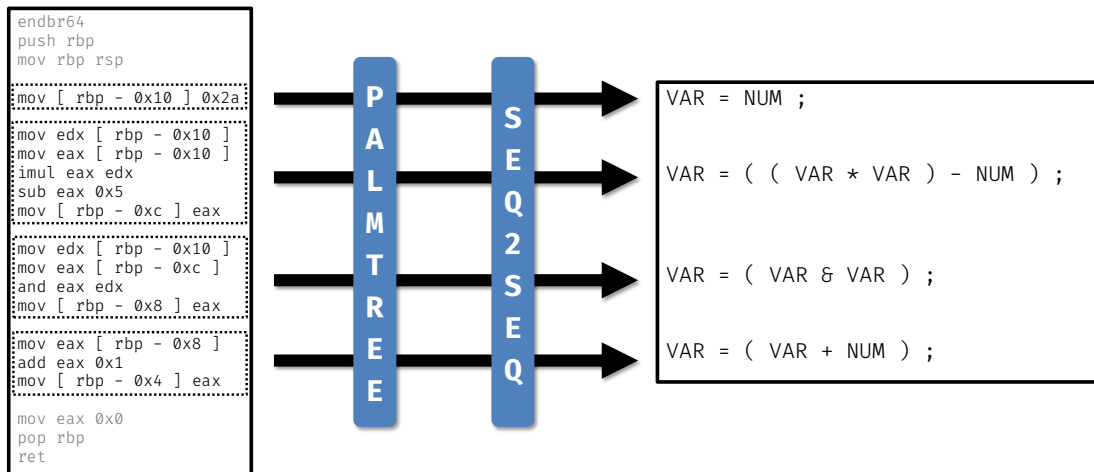 endbr64
push rbp
mov rbp rsp
mov [ rbp - 0x10 ] 0x2a
mov edx [ rbp - 0x10 ]
mov eax [ rbp - 0x10 ]
imul eax edx
sub eax 0x5
mov [ rbp - 0xc ] eax
mov edx [ rbp - 0x10 ]
mov eax [ rbp - 0xc ]
and eax edx
mov [ rbp - 0x8 ] eax
mov eax [ rbp - 0x8 ]
add eax 0x1
mov [ rbp - 0x4 ] eax
mov eax 0x0
pop rbp
ret
PALMTREE
SEQ2SEQ
VAR = NUM ;
VAR = ( ( VAR * VAR ) - NUM ) ;
VAR = ( VAR & VAR ) ;
VAR = ( VAR + NUM ) ;